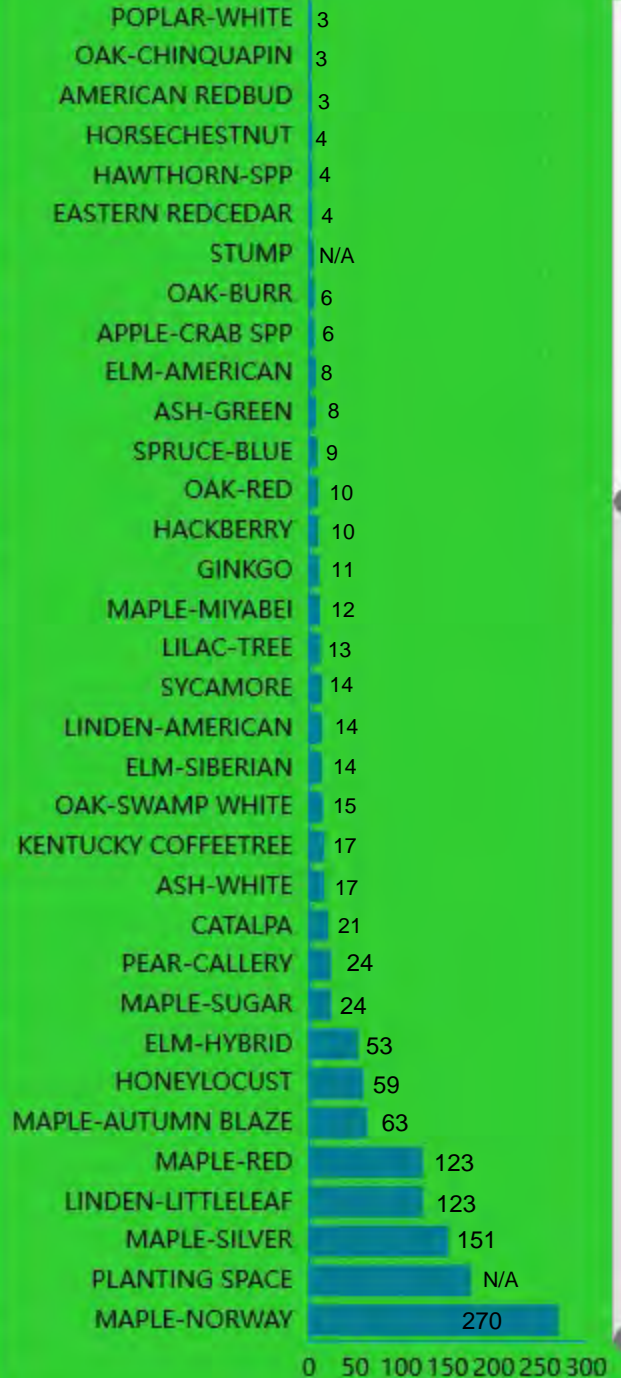 POPLAR-WHITE 3
OAK-CHINQUAPIN 3
AMERICAN REDBUD 3
HORSECHESTNUT 4
HAWTHORN-SPP 4
EASTERN REDCEDAR 4
STUMP N/A
OAK-BURR 6
APPLE-CRAB SPP 6
ELM-AMERICAN 8
ASH-GREEN 8
SPRUCE-BLUE 9
OAK-RED 10
HACKBERRY 10
GINKGO 11
MAPLE-MIYABEI 12
LILAC-TREE 13
SYCAMORE 14
LINDEN-AMERICAN 14
ELM-SIBERIAN 14
OAK-SWAMP WHITE 15
KENTUCKY COFFEETREE 17
ASH-WHITE 17
CATALPA 21
PEAR-CALLERY 24
MAPLE-SUGAR 24
ELM-HYBRID 53
HONEYLOCUST 59
MAPLE-AUTUMN BLAZE 63
MAPLE-RED 123
LINDEN-LITTLELEAF 123
MAPLE-SILVER 151
PLANTING SPACE N/A
MAPLE-NORWAY 270
0 50 100 150 200 250 300